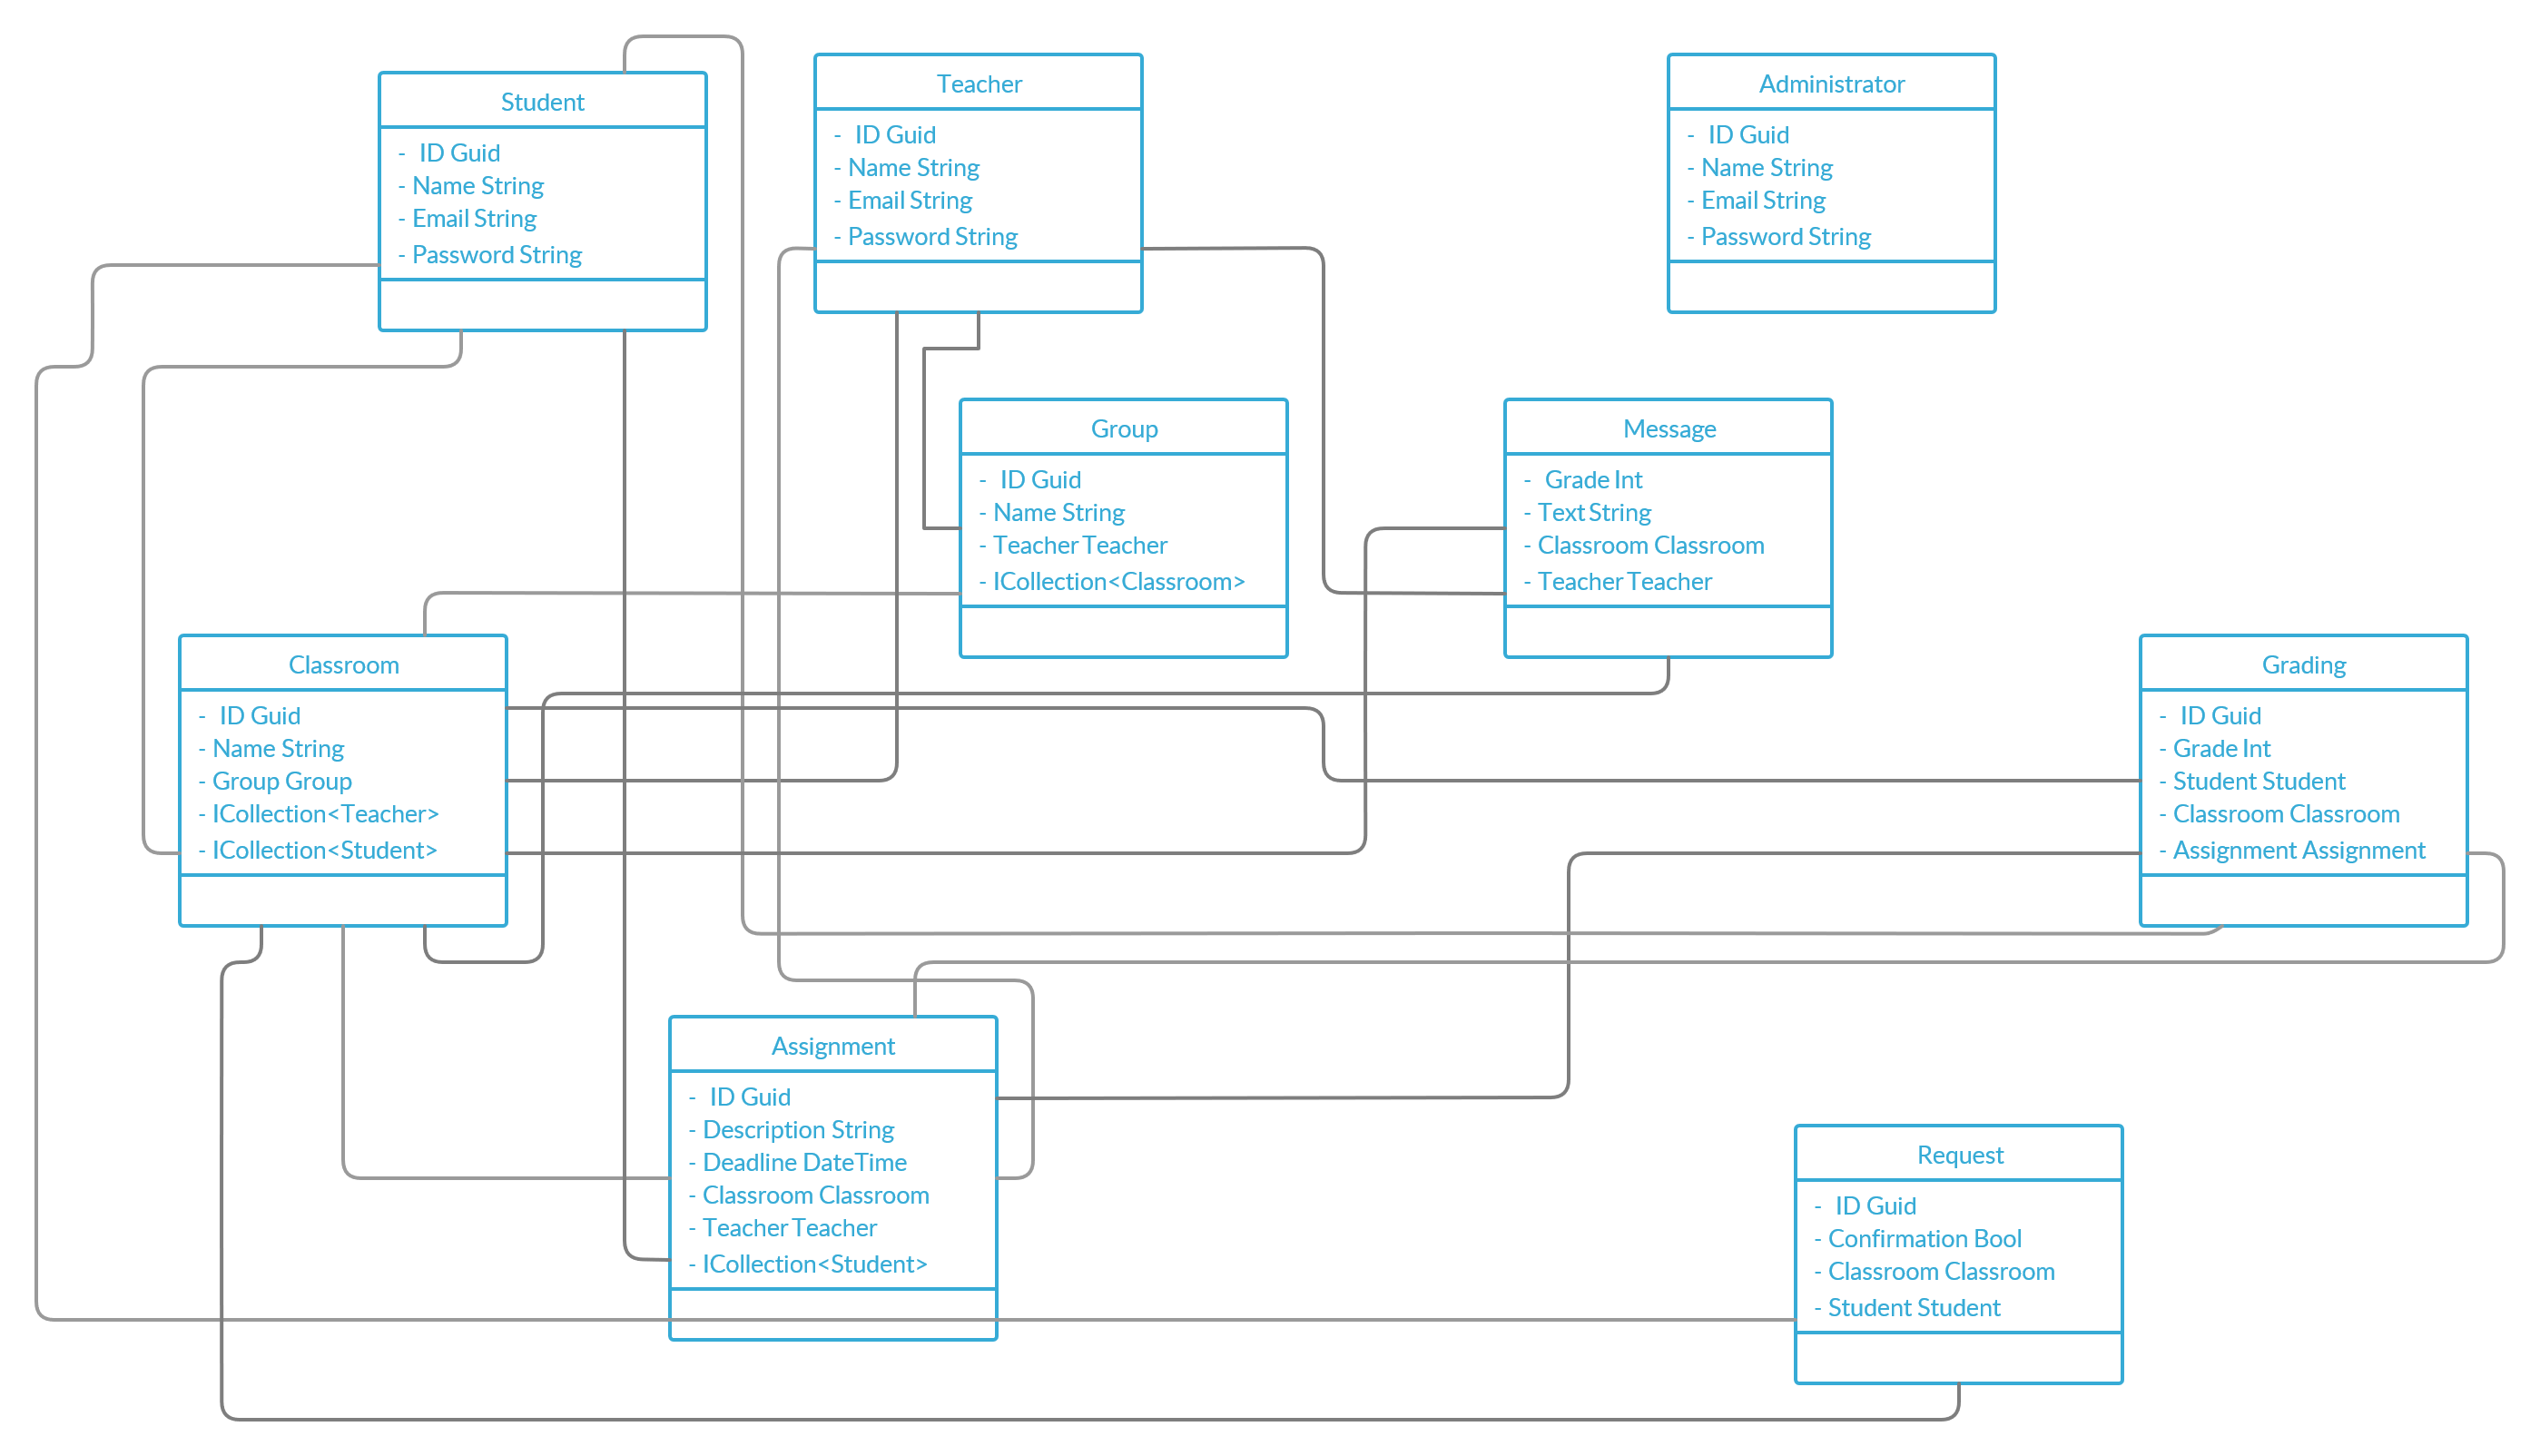 Student
- ID Guid
- Name String
- Email String
- Password String
Teacher
- ID Guid
- Name String
- Email String
- Password String
Administrator
- ID Guid
- Name String
- Email String
- Password String
Group
- ID Guid
- Name String
- Teacher Teacher
- ICollection<Classroom>
Message
- Grade Int
- Text String
- Classroom Classroom
- Teacher Teacher
Classroom
- ID Guid
- Name String
- Group Group
- ICollection<Teacher>
- ICollection<Student>
Grading
- ID Guid
- Grade Int
- Student Student
- Classroom Classroom
- Assignment Assignment
Assignment
- ID Guid
- Description String
- Deadline DateTime
- Classroom Classroom
- Teacher Teacher
- ICollection<Student>
Request
- ID Guid
- Confirmation Bool
- Classroom Classroom
- Student Student